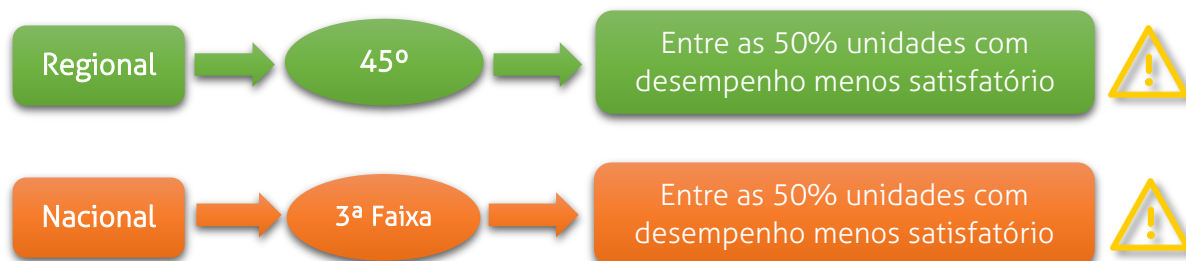 Regional
45º
Entre as 50% unidades com
desempenho menos satisfatório
Nacional
3ª Faixa
Entre as 50% unidades com
desempenho menos satisfatório